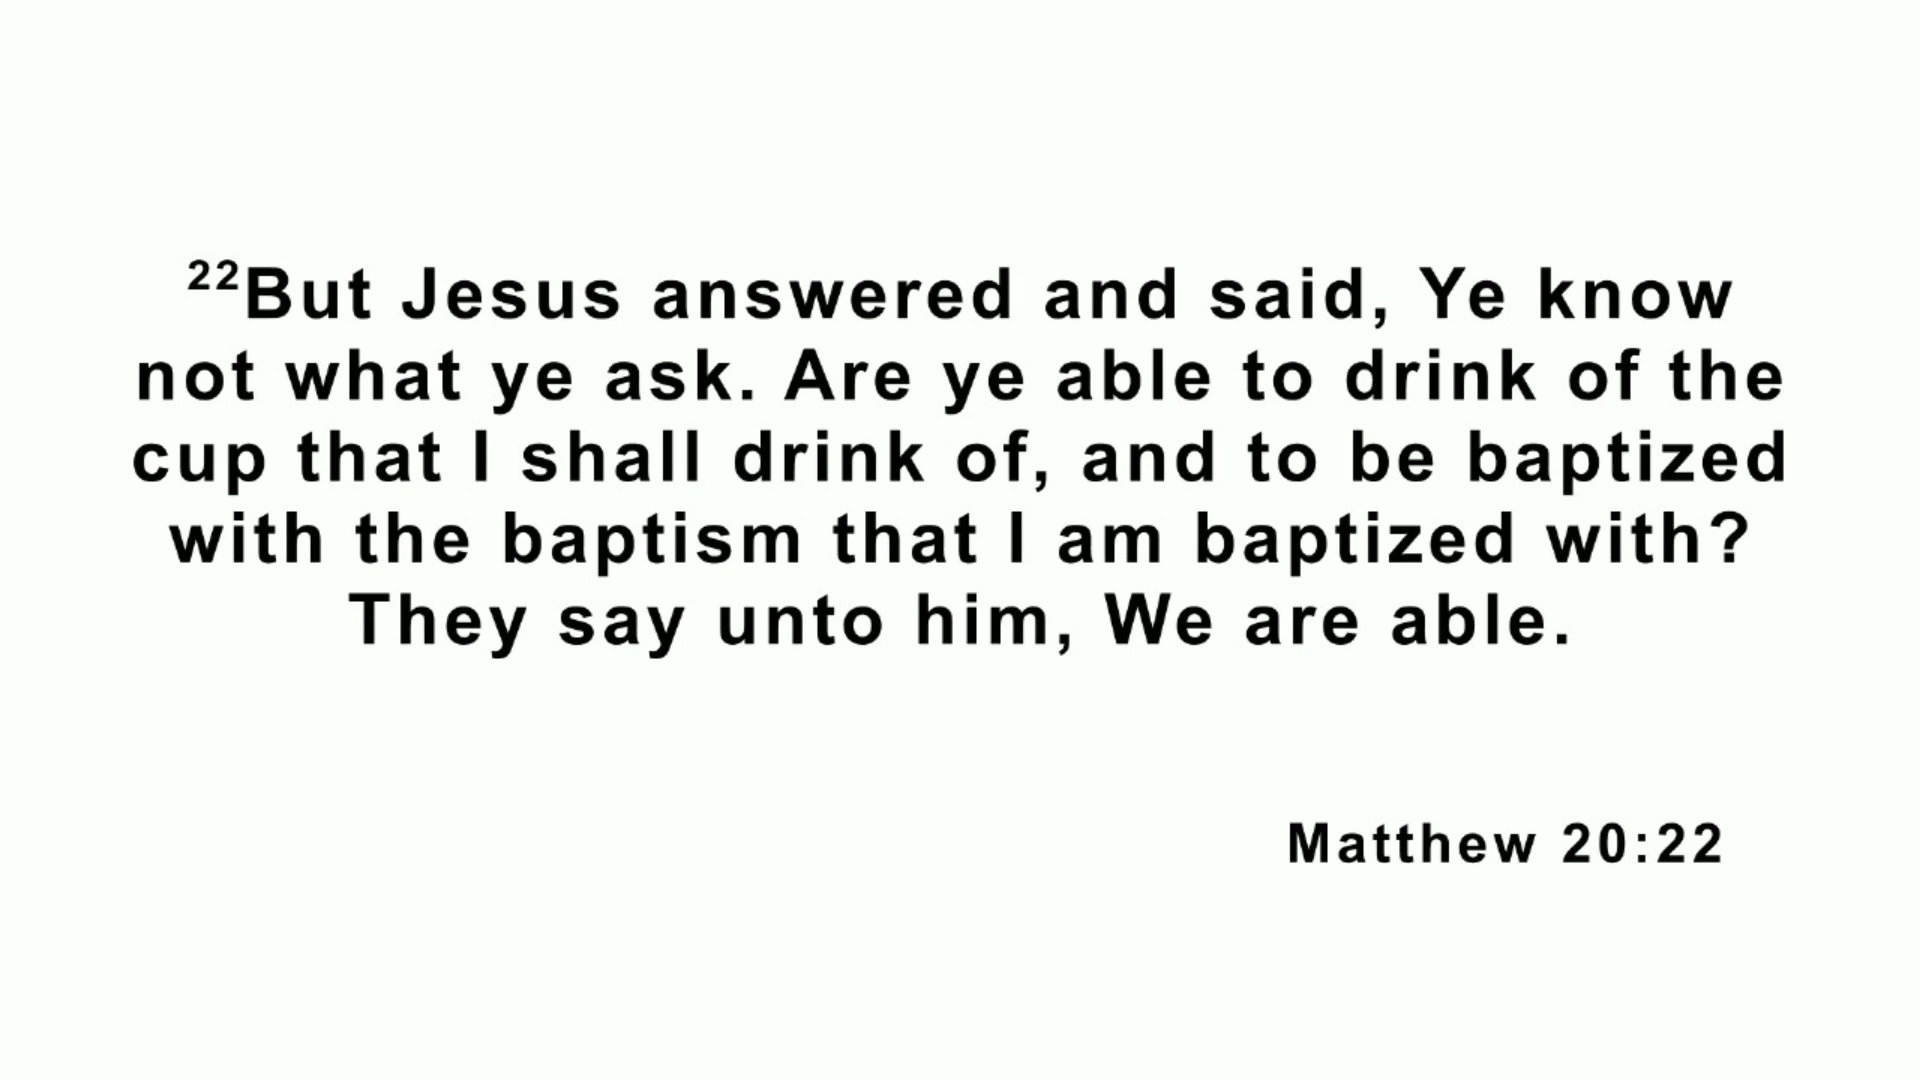 ²²But Jesus answered and said, Ye know
not what ye ask. Are ye able to drink of the
cup that I shall drink of, and to be baptized
with the baptism that I am baptized with?
They say unto him, We are able.
Matthew 20:22